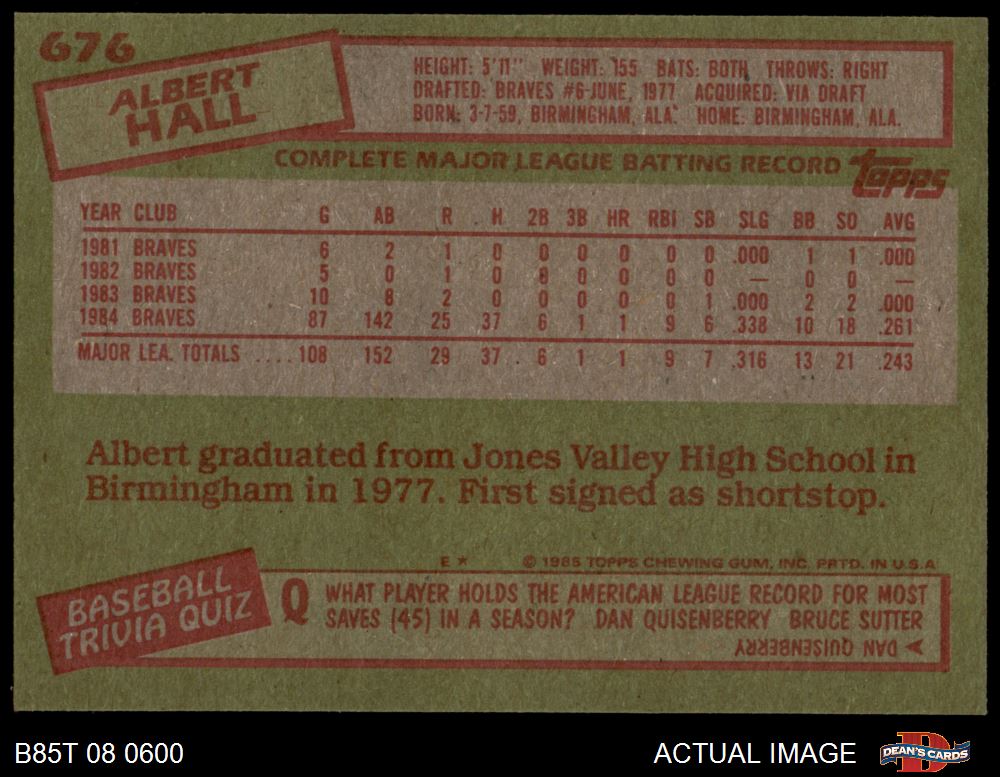 676
ALBERT
HALL
HEIGHT: 5'11" WEIGHT: 155 BATS: BOTH THROWS: RIGHT
DRAFTED: BRAVES #6-JUNE, 1977 ACQUIRED: VIA DRAFT
BORN: 3-7-59, BIRMINGHAM, ALA. HOME: BIRMINGHAM, ALA.
COMPLETE MAJOR LEAGUE BATTING RECORD
topps
YEAR CLUB G AB R H 2B 3B HR RBI SB SLG BB SO AVG
1981 BRAVES 6 2 1 0 0 0 0 0 0 .000 1 1 .000
1982 BRAVES 5 0 1 0 0 0 0 0 0 — 0 0 —
1983 BRAVES 10 8 2 0 0 0 0 0 1 .000 2 2 .000
1984 BRAVES 87 142 25 37 6 1 1 9 6 .338 10 18 .261
MAJOR LEA. TOTALS ....108 152 29 37 6 1 1 9 7 .316 13 21 .243
Albert graduated from Jones Valley High School in
Birmingham in 1977. First signed as shortstop.
E * © 1985 TOPPS CHEWING GUM, INC. PRTD. IN U.S.A.
BASEBALL
TRIVIA QUIZ
Q WHAT PLAYER HOLDS THE AMERICAN LEAGUE RECORD FOR MOST
SAVES (45) IN A SEASON? DAN QUISENBERRY BRUCE SUTTER
DAN QUISENBERRY
B85T 08 0600 ACTUAL IMAGE
D
DEAN'S CARDS